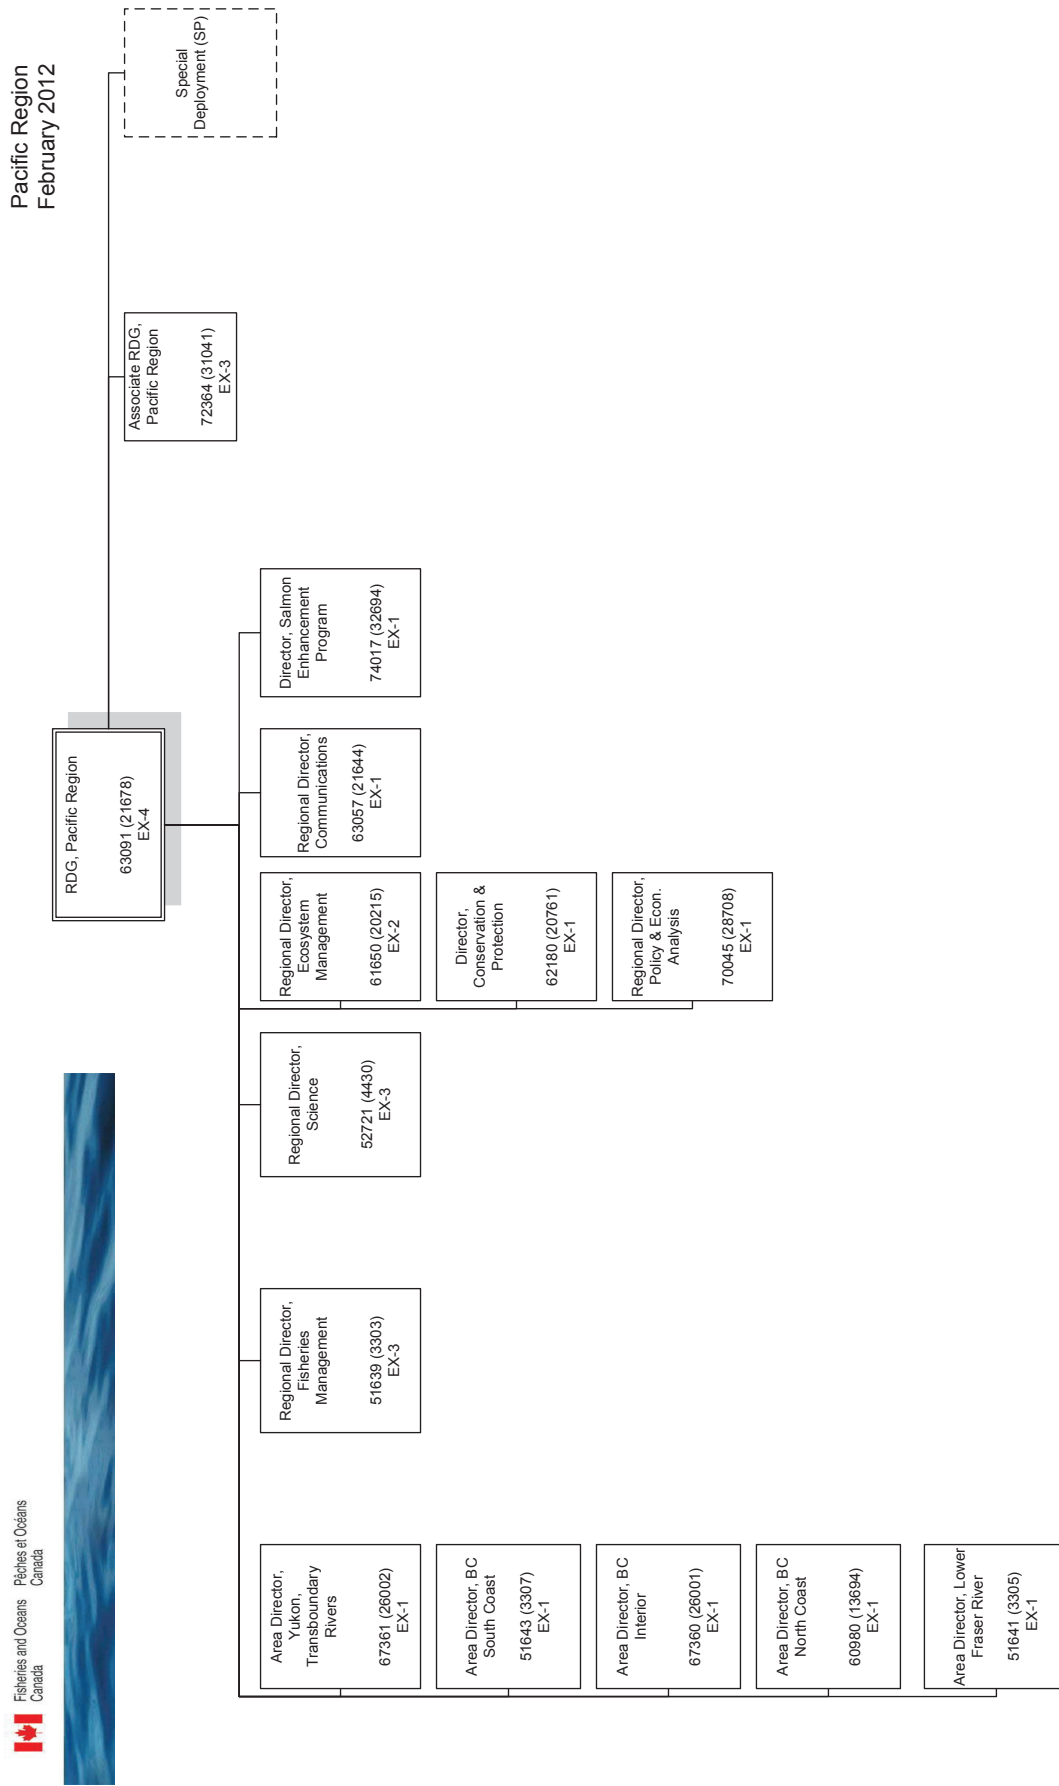 Fisheries and Oceans
Canada
Pêches et Océans
Canada
Pacific Region
February 2012
RDG, Pacific Region
63091 (21678)
EX-4
Associate RDG,
Pacific Region
72364 (31041)
EX-3
Special
Deployment (SP)
Area Director,
Yukon,
Transboundary
Rivers
67361 (26002)
EX-1
Area Director, BC
South Coast
51643 (3307)
EX-1
Area Director, BC
Interior
67360 (26001)
EX-1
Area Director, BC
North Coast
60980 (13694)
EX-1
Area Director, Lower
Fraser River
51641 (3305)
EX-1
Regional Director,
Fisheries
Management
51639 (3303)
EX-3
Regional Director,
Science
52721 (4430)
EX-3
Regional Director,
Ecosystem
Management
61650 (20215)
EX-2
Director,
Conservation &
Protection
62180 (20761)
EX-1
Regional Director,
Policy & Econ.
Analysis
70045 (28708)
EX-1
Regional Director,
Communications
63057 (21644)
EX-1
Director, Salmon
Enhancement
Program
74017 (32694)
EX-1